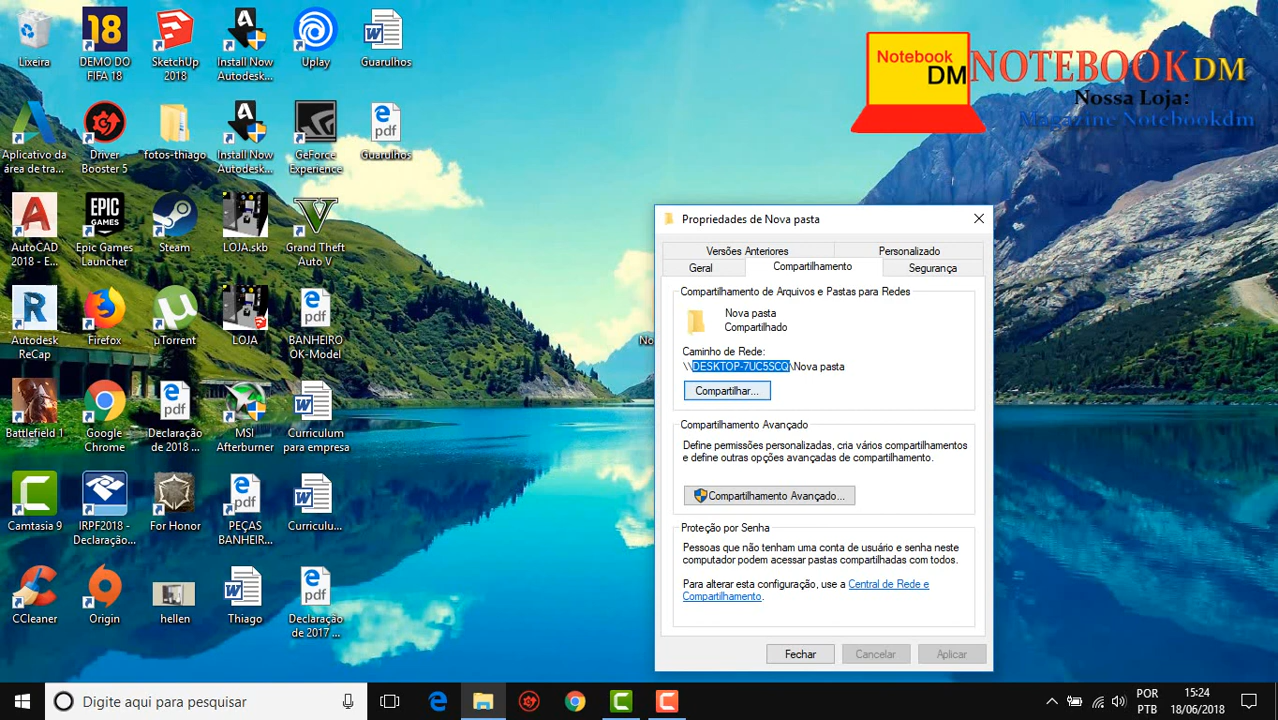 Lixeira
DEMO DO
FIFA 18
SketchUp
2018
Install Now
Autodesk...
Uplay
Guarulhos
Aplicativo da
área de tra...
Driver
Booster 5
fotos-thiago
Install Now
Autodesk...
GeForce
Experience
Guarulhos
AutoCAD
2018 - E...
Epic Games
Launcher
Steam
LOJA.skb
Grand Theft
Auto V
Autodesk
ReCap
Firefox
µTorrent
LOJA
BANHEIRO
OK-Model
Battlefield 1
Google
Chrome
Declaração
de 2018 ...
MSI
Afterburner
Curriculum
para empresa
Camtasia 9
IRPF2018 -
Declaração...
For Honor
PEÇAS
BANHEIR...
Curriculu...
CCleaner
Origin
hellen
Thiago
Declaração
de 2017 ...
Notebook
DM
NOTEBOOK DM
Nossa Loja:
Magazine Notebookdm
No
Propriedades de Nova pasta
Versões Anteriores
Personalizado
Geral
Compartilhamento
Segurança
Compartilhamento de Arquivos e Pastas para Redes
Nova pasta
Compartilhado
Caminho de Rede:
\\DESKTOP-7UC5SCQ\Nova pasta
Compartilhar...
Compartilhamento Avançado
Define permissões personalizadas, cria vários compartilhamentos
e define outras opções avançadas de compartilhamento.
Compartilhamento Avançado...
Proteção por Senha
Pessoas que não tenham uma conta de usuário e senha neste
computador podem acessar pastas compartilhadas com todos.
Para alterar esta configuração, use a Central de Rede e
Compartilhamento.
Fechar
Cancelar
Aplicar
Digite aqui para pesquisar
POR
PTB
15:24
18/06/2018